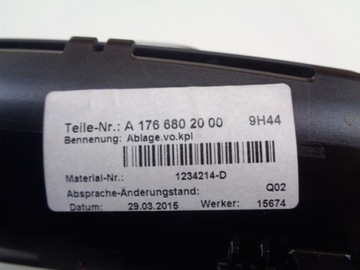 Teile-Nr.: A 176 680 20 00 9H44
Bennenung: Ablage.vo.kpl
Material-Nr.: 1234214-D
Absprache-Änderungstand: Q02
Datum: 29.03.2015 Werker: 15674